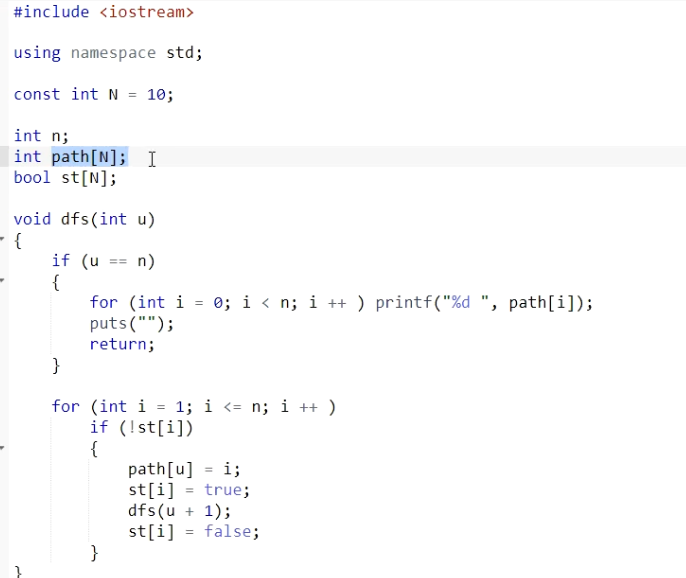 #include <iostream>
using namespace std;
const int N = 10;
int n;
int path[N];
bool st[N];
void dfs(int u)
{
    if (u == n)
    {
        for (int i = 0; i < n; i ++ ) printf("%d ", path[i]);
        puts("");
        return;
    }
    for (int i = 1; i <= n; i ++ )
        if (!st[i])
        {
            path[u] = i;
            st[i] = true;
            dfs(u + 1);
            st[i] = false;
        }
}